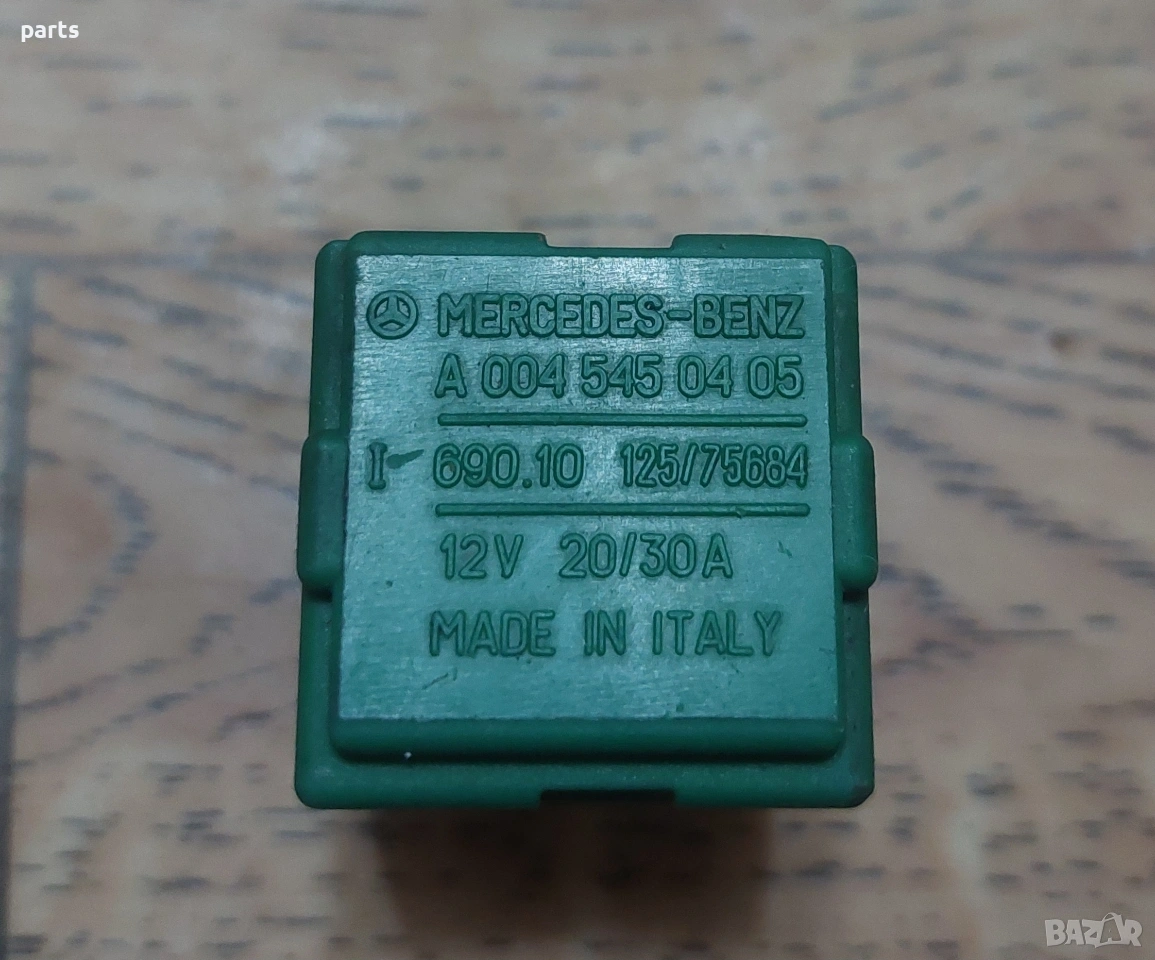 parts
MERCEDES-BENZ
A 004 545 04 05
I 690.10 125/75684
12V 20/30A
MADE IN ITALY
BAZAR